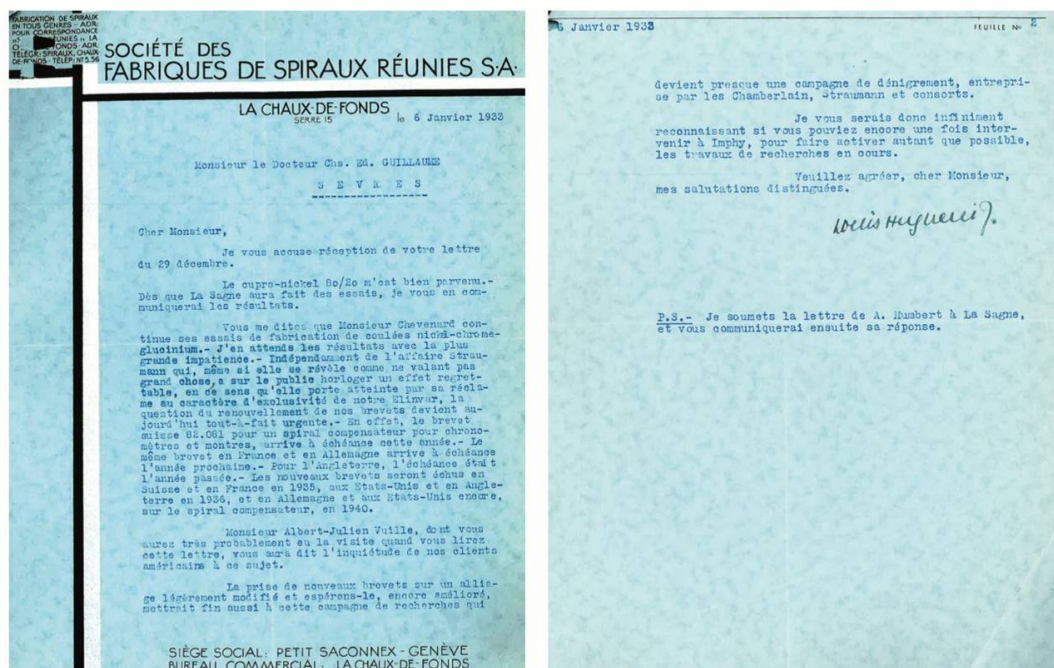 FABRICATION DE SPIRAUX
EN TOUS GENRES - ADR.
POUR CORRESPONDANCE
UNIES „ LA
FONDS - ADR.
TÉLÉGR: SPIRAUX, CHAUX-
DE-FONDS - TÉLÉP: Nº 5.56
SOCIÉTÉ DES
FABRIQUES DE SPIRAUX RÉUNIES S·A·
LA CHAUX-DE-FONDS
SERRE 15
le 6 Janvier 1933
Monsieur le Docteur Chs. Ed. GUILLAUME
S E V R E S
Cher Monsieur,
Je vous accuse réception de votre lettre
du 29 décembre.
Le cupro-nickel 80/20 m'est bien parvenu.-
Dès que La Sagne aura fait des essais, je vous en com-
muniquerai les résultats.
Vous me dites que Monsieur Chevenard con-
tinue ses essais de fabrication de coulées nickl-chrome-
glucinium.- J'en attends les résultats avec la plus
grande impatience.- Indépendamment de l'affaire Strau-
mann qui, même si elle se révèle comme ne valant pas
grand chose, a sur le public horloger un effet regret-
table, en ce sens qu'elle porte atteinte par sa récla-
me au caractère d'exclusivité de notre Elinvar, la
question du renouvellement de nos brevets devient au-
jourd'hui tout-à-fait urgente.- En effet, le brevet
suisse 88.081 pour un spiral compensateur pour chrono-
mètres et montres, arrive à échéance cette année.- Le
même brevet en France et en Allemagne arrive à échéance
l'année prochaine.- Pour l'Angleterre, l'échéance était
l'année passée.- Les nouveaux brevets seront échus en
Suisse et en France en 1935, aux Etats-Unis et en Angle-
terre en 1936, et en Allemagne et aux Etats-Unis encore,
sur le spiral compensateur, en 1940.
Monsieur Albert-Julien Vuille, dont vous
aurez très probablement eu la visite quand vous lirez
cette lettre, vous aura dit l'inquiétude de nos clients
américains à ce sujet.
La prise de nouveaux brevets sur un allia-
ge légèrement modifié et espérons-le, encore amélioré,
mettrait fin aussi à cette campagne de recherches qui
SIÈGE SOCIAL: PETIT SACONNEX - GENÈVE
BUREAU COMMERCIAL: LA CHAUX-DE-FONDS
6 Janvier 1933
FEUILLE Nº 2
devient presque une campagne de dénigrement, entrepri-
se par les Chamberlain, Straumann et consorts.
Je vous serais donc infiniment
reconnaissant si vous pouviez encore une fois inter-
venir à Imphy, pour faire activer autant que possible,
les travaux de recherches en cours.
Veuillez agréer, cher Monsieur,
mes salutations distinguées.
Louis Huguenin
P.S.- Je soumets la lettre de A. Humbert à La Sagne,
et vous communiquerai ensuite sa réponse.